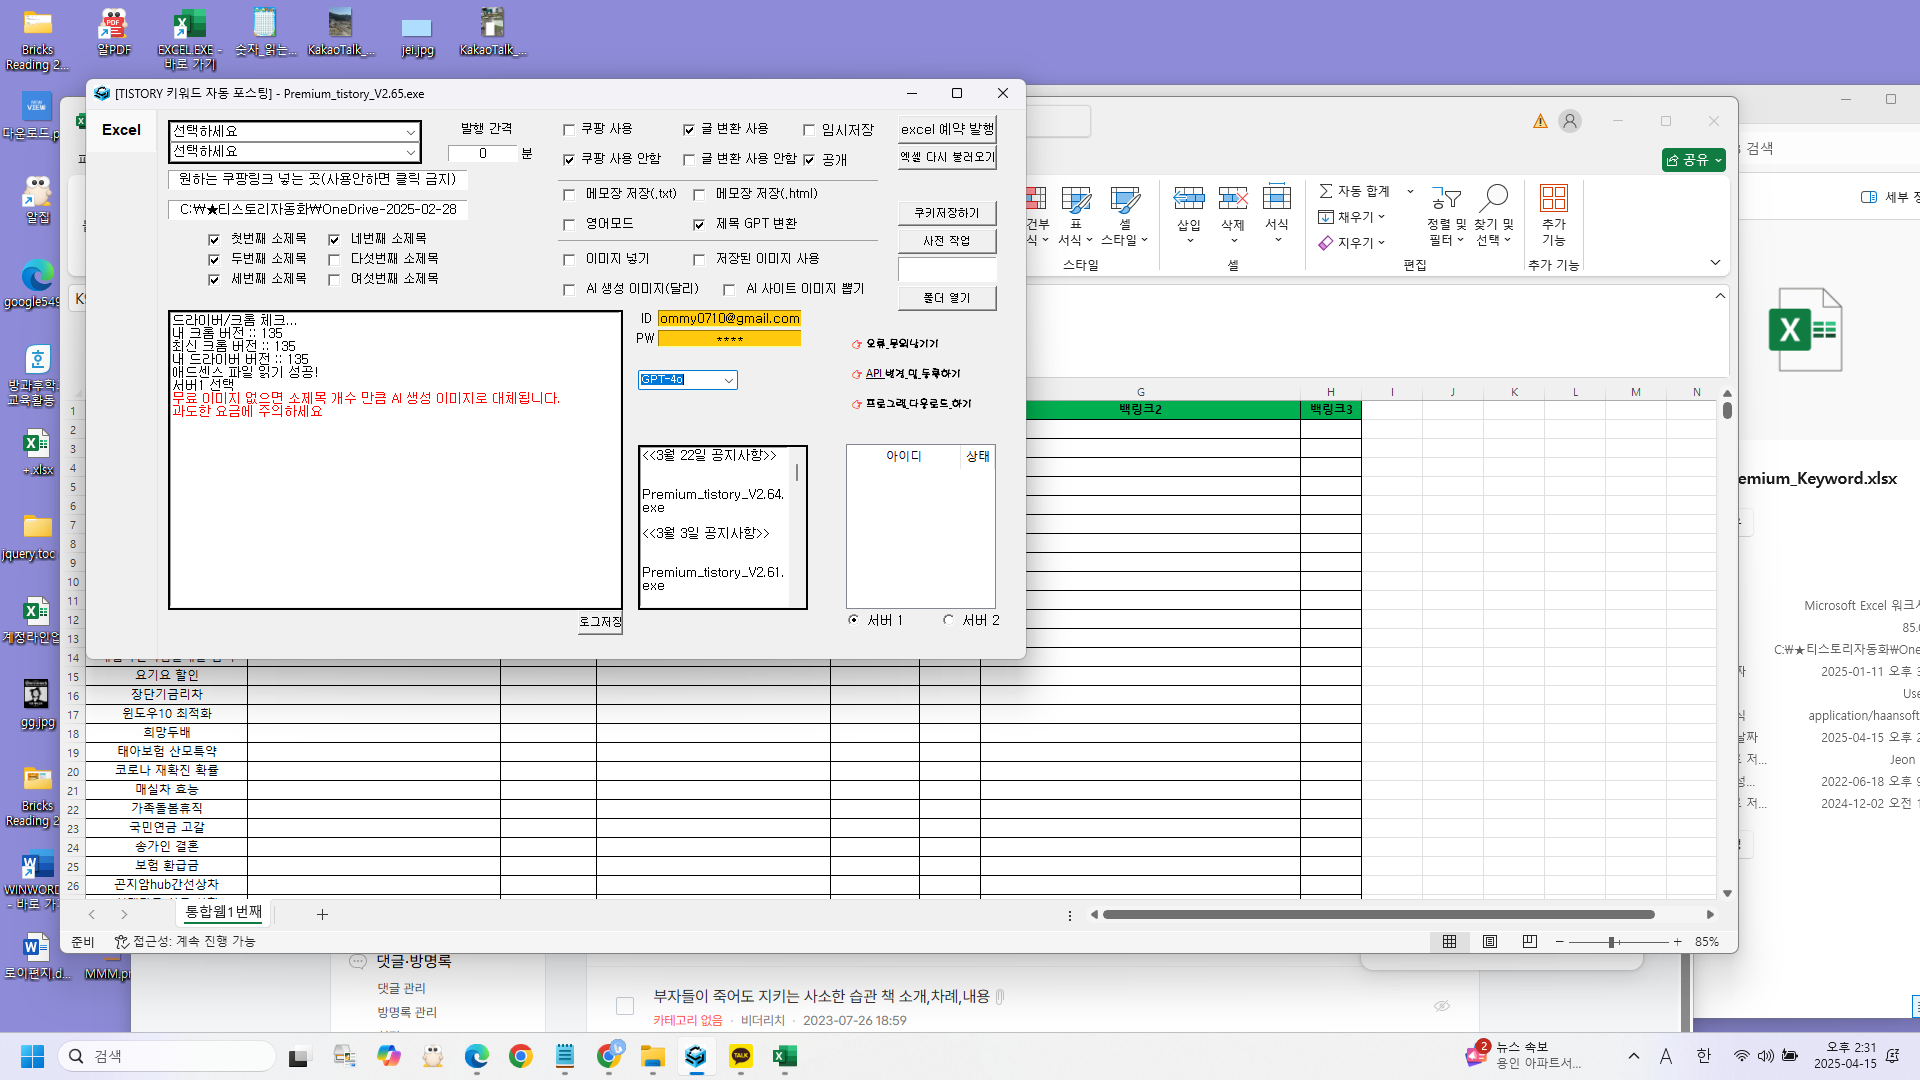 Bricks
Reading 2...
알PDF
EXCEL.EXE -
바로 가기
숫자_읽는...
KakaoTalk_...
jei.jpg
KakaoTalk_...
다운로드.p
알집
google549
방과후학
교육활동
+.xlsx
jquery.toc
계정라인업
gg.jpg
Bricks
Reading 2...
WINWORD
- 바로 가
로이편지.d...
MMM.pr
[TISTORY 키워드 자동 포스팅] - Premium_tistory_V2.65.exe
Excel
선택하세요
선택하세요
발행 간격
0 분
원하는 쿠팡링크 넣는 곳(사용안하면 클릭 금지)
C:₩★티스토리자동화₩OneDrive-2025-02-28
첫번째 소제목
네번째 소제목
두번째 소제목
다섯번째 소제목
세번째 소제목
여섯번째 소제목
쿠팡 사용
글 변환 사용
임시저장
쿠팡 사용 안함
글 변환 사용 안함
공개
메모장 저장(.txt)
메모장 저장(.html)
영어모드
제목 GPT 변환
이미지 넣기
저장된 이미지 사용
AI 생성 이미지(달리)
AI 사이트 이미지 뽑기
excel 예약 발행
엑셀 다시 불러오기
쿠키저장하기
사전 작업
폴더 열기
드라이버/크롬 체크...
내 크롬 버전 :: 135
최신 크롬 버전 :: 135
내 드라이버 버전 :: 135
애드센스 파일 읽기 성공!
서버1 선택
무료 이미지 없으면 소제목 개수 만큼 AI 생성 이미지로 대체됩니다.
과도한 요금에 주의하세요
로그저장
ID ommy0710@gmail.com
PW ****
GPT-4o
오류_문의남기기
API_발견_및_등록하기
프로그램_다운로드_하기
<<3월 22일 공지사항>>
Premium_tistory_V2.64.
exe
<<3월 3일 공지사항>>
Premium_tistory_V2.61.
exe
아이디 상태
서버 1
서버 2
공유
자동 합계
채우기
지우기
건부
식
표
서식
셀
스타일
스타일
삽입
삭제
서식
셀
정렬 및
필터
찾기 및
선택
편집
추가
기능
추가 기능
G H I J K L M N
백링크2 백링크3
1
2
3
4
5
6
7
8
9
10
11
12
13
14
15 요기요 할인
16 장단기금리차
17 윈도우10 최적화
18 희망두배
19 태아보험 산모특약
20 코로나 재확진 확률
21 매실차 효능
22 가족돌봄휴직
23 국민연금 고갈
24 송가인 결혼
25 보험 환급금
26 곤지암hub간선상차
통합웰1번째
준비
접근성: 계속 진행 가능
85%
검색
세부 정
emium_Keyword.xlsx
Microsoft Excel 워크시
85.
C:₩★티스토리자동화₩One
2025-01-11 오후 3
Use
application/haansoft
2025-04-15 오후 2
Jeon
2022-06-18 오후 9
2024-12-02 오전 1
댓글·방명록
댓글 관리
방명록 관리
부자들이 죽어도 지키는 사소한 습관 책 소개,차례,내용
카테고리 없음 · 비더리치 · 2023-07-26 18:59
검색
2
뉴스 속보
용인 아파트서...
A
한
오후 2:31
2025-04-15